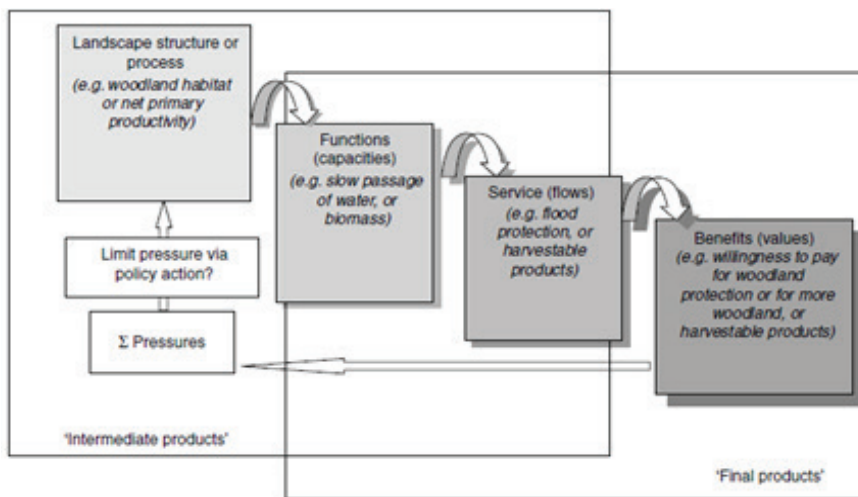 Landscape structure or
process
(e.g. woodland habitat
or net primary
productivity)
Functions
(capacities)
(e.g. slow passage
of water, or
biomass)
Service (flows)
(e.g. flood
protection, or
harvestable
products)
Benefits (values)
(e.g. willingness to pay
for woodland
protection or for more
woodland, or
harvestable products)
Limit pressure via
policy action?
Σ Pressures
'Intermediate products'
'Final products'